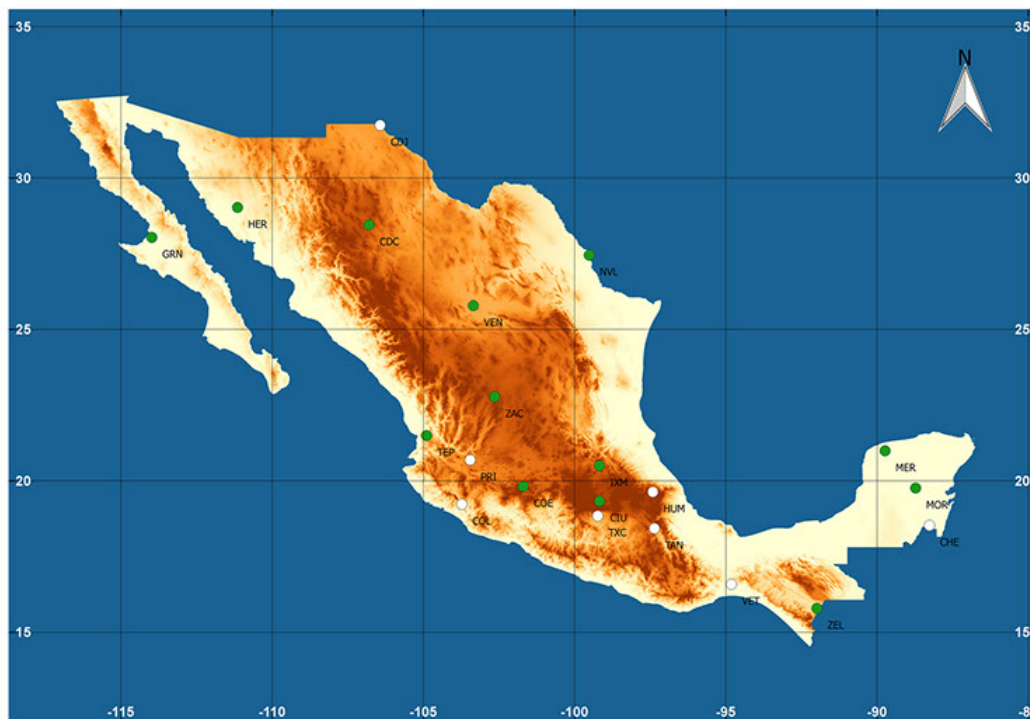 35 35
N
CDJ
30 30
HER
CDC
GRN
NVL
25 25
VEN
ZAC
TEP
PRI
IXM
MER
20 20
COE
MOR
COL
CIU
HUM
TXC
TAN
CHE
VET
15 15
ZEL
-115 -110 -105 -100 -95 -90